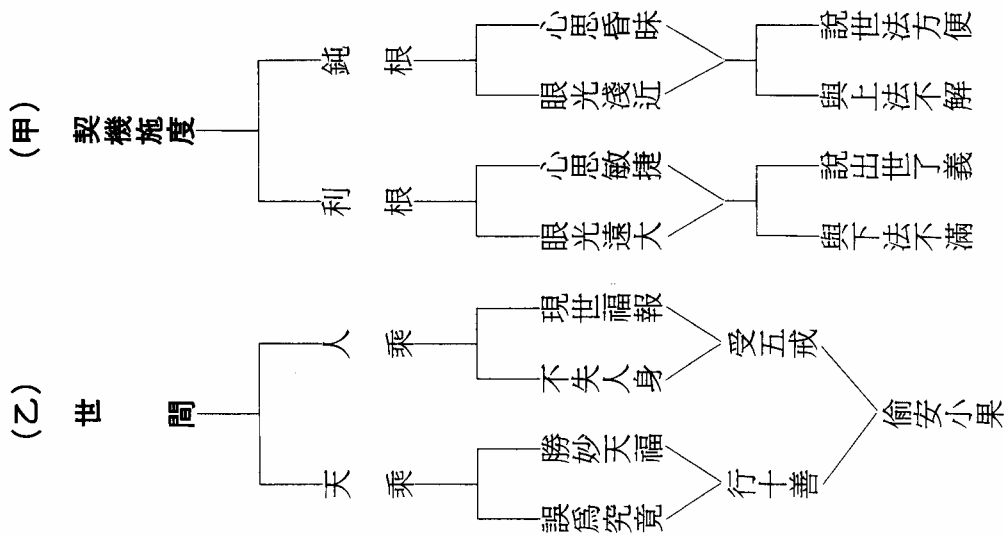 (甲)
契機施度
鈍根
心思昏昧
眼光淺近
說世法方便
與上法不解
利根
心思敏捷
眼光遠大
說出世了義
與下法不滿
(乙)
世間
人乘
現世福報
不失人身
受五戒
天乘
勝妙天福
誤爲究竟
行十善
偷安小果